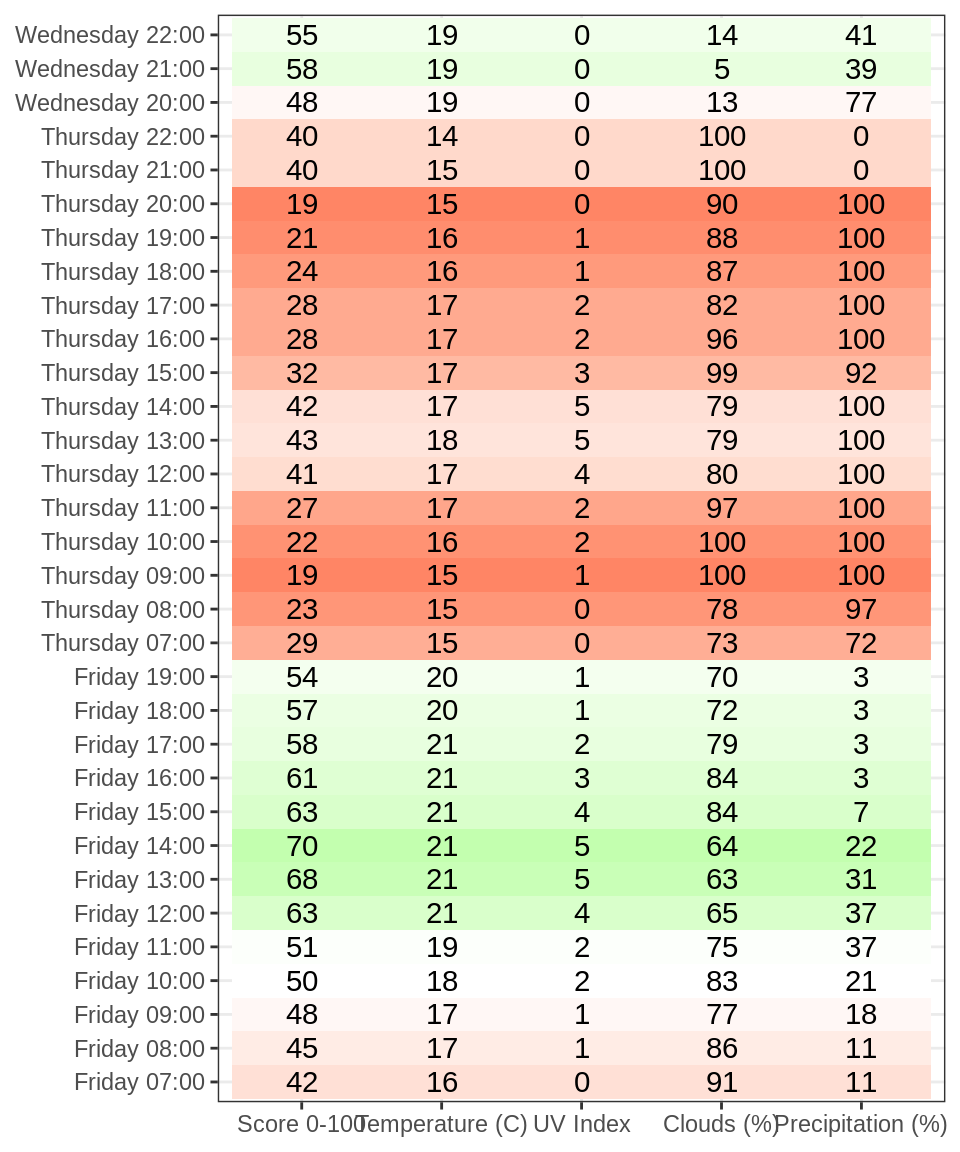 Wednesday 22:00 55 19 0 14 41
Wednesday 21:00 58 19 0 5 39
Wednesday 20:00 48 19 0 13 77
Thursday 22:00 40 14 0 100 0
Thursday 21:00 40 15 0 100 0
Thursday 20:00 19 15 0 90 100
Thursday 19:00 21 16 1 88 100
Thursday 18:00 24 16 1 87 100
Thursday 17:00 28 17 2 82 100
Thursday 16:00 28 17 2 96 100
Thursday 15:00 32 17 3 99 92
Thursday 14:00 42 17 5 79 100
Thursday 13:00 43 18 5 79 100
Thursday 12:00 41 17 4 80 100
Thursday 11:00 27 17 2 97 100
Thursday 10:00 22 16 2 100 100
Thursday 09:00 19 15 1 100 100
Thursday 08:00 23 15 0 78 97
Thursday 07:00 29 15 0 73 72
Friday 19:00 54 20 1 70 3
Friday 18:00 57 20 1 72 3
Friday 17:00 58 21 2 79 3
Friday 16:00 61 21 3 84 3
Friday 15:00 63 21 4 84 7
Friday 14:00 70 21 5 64 22
Friday 13:00 68 21 5 63 31
Friday 12:00 63 21 4 65 37
Friday 11:00 51 19 2 75 37
Friday 10:00 50 18 2 83 21
Friday 09:00 48 17 1 77 18
Friday 08:00 45 17 1 86 11
Friday 07:00 42 16 0 91 11
Score 0-100 Temperature (C) UV Index Clouds (%) Precipitation (%)